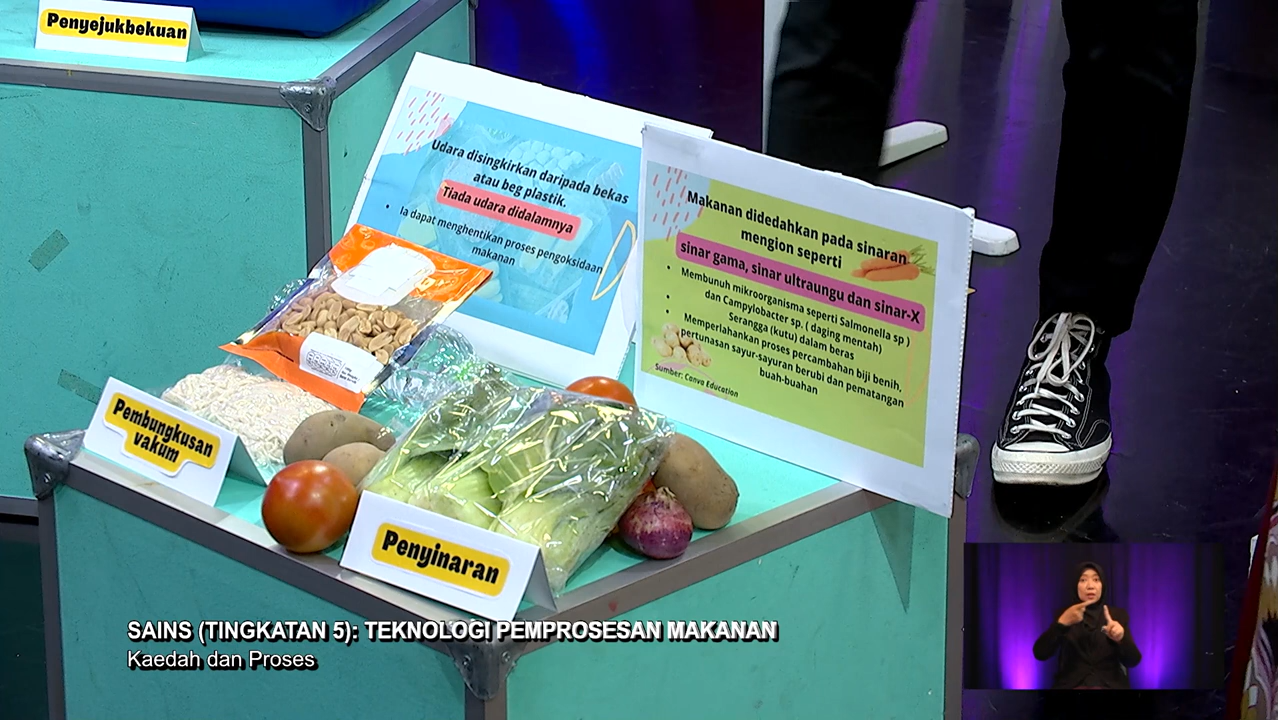 Penyejukbekuan
Udara disingkirkan daripada bekas
atau beg plastik.
Tiada udara didalamnya
• Ia dapat menghentikan proses pengoksidaan
makanan
Makanan didedahkan pada sinaran
mengion seperti
sinar gama, sinar ultraungu dan sinar-X
• Membunuh mikroorganisma seperti Salmonella sp )
dan Campylobacter sp. ( daging mentah)
• Serangga (kutu) dalam beras
• Memperlahankan proses percambahan biji benih,
pertunasan sayur-sayuran berubi dan pematangan
buah-buahan
Sumber: Canva Education
Pembungkusan
vakum
Penyinaran
SAINS (TINGKATAN 5): TEKNOLOGI PEMPROSESAN MAKANAN
Kaedah dan Proses